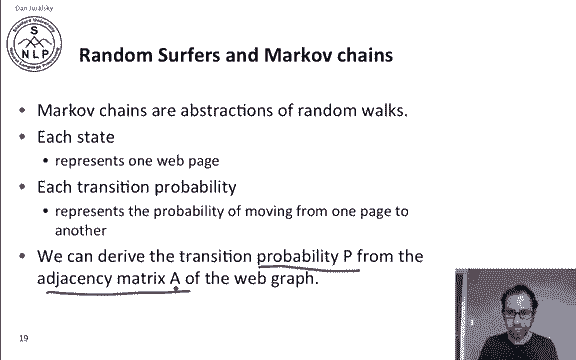 Dan Jurafsky
S
NLP
Random Surfers and Markov chains
• Markov chains are abstractions of random walks.
• Each state
• represents one web page
• Each transition probability
• represents the probability of moving from one page to
another
• We can derive the transition probability P from the
adjacency matrix A of the web graph.
19